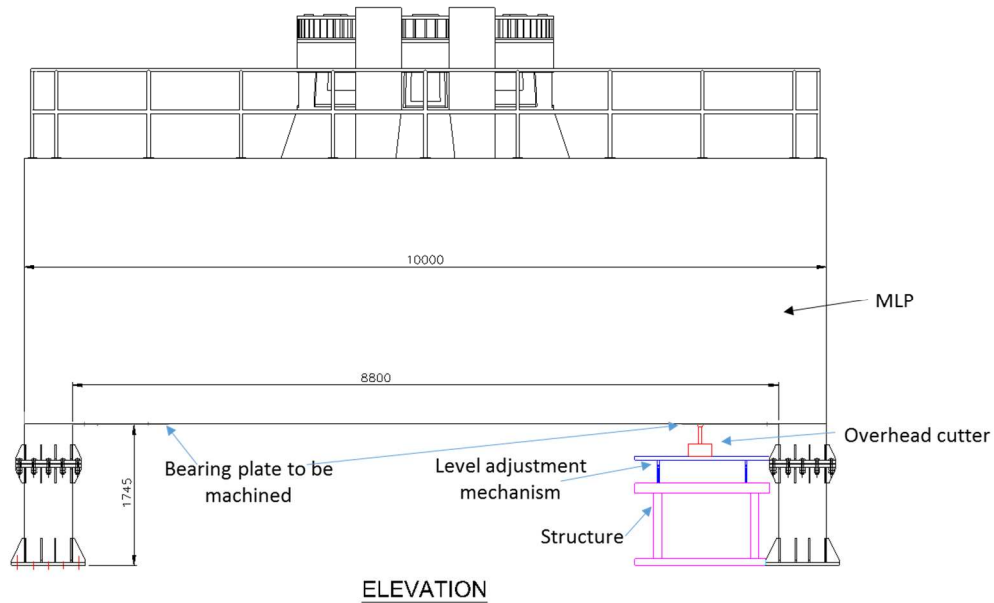 10000
MLP
8800
Overhead cutter
Bearing plate to be
machined
Level adjustment
mechanism
1745
Structure
ELEVATION